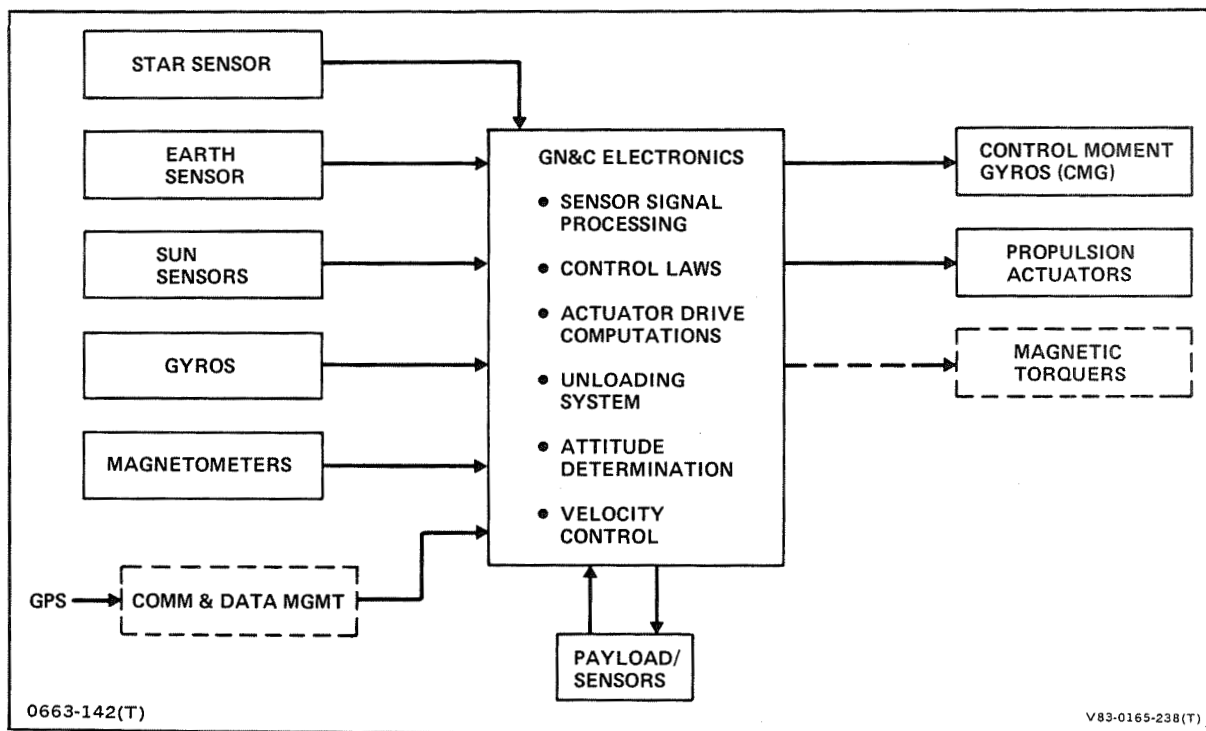 STAR SENSOR
EARTH
SENSOR
SUN
SENSORS
GYROS
MAGNETOMETERS
GPS
COMM & DATA MGMT
GN&C ELECTRONICS
• SENSOR SIGNAL
PROCESSING
• CONTROL LAWS
• ACTUATOR DRIVE
COMPUTATIONS
• UNLOADING
SYSTEM
• ATTITUDE
DETERMINATION
• VELOCITY
CONTROL
PAYLOAD/
SENSORS
CONTROL MOMENT
GYROS (CMG)
PROPULSION
ACTUATORS
MAGNETIC
TORQUERS
0663-142(T)
V83-0165-238(T)